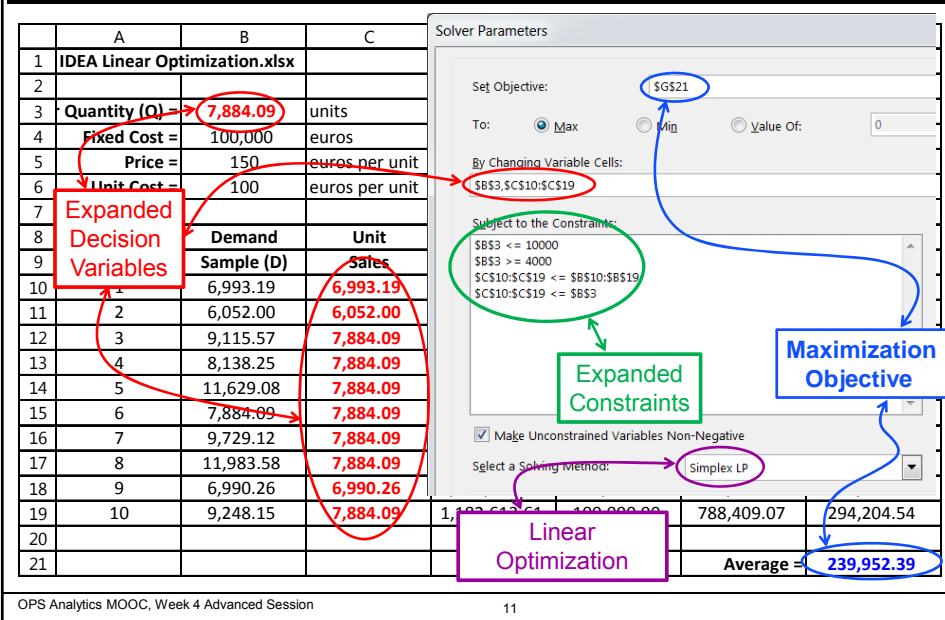 A B C
1 IDEA Linear Optimization.xlsx
2
3 r Quantity (Q) = 7,884.09 units
4 Fixed Cost = 100,000 euros
5 Price = 150 euros per unit
6 Unit Cost = 100 euros per unit
7
8 Demand Unit
9 Sample (D) Sales
10 1 6,993.19 6,993.19
11 2 6,052.00 6,052.00
12 3 9,115.57 7,884.09
13 4 8,138.25 7,884.09
14 5 11,629.08 7,884.09
15 6 7,884.09 7,884.09
16 7 9,729.12 7,884.09
17 8 11,983.58 7,884.09
18 9 6,990.26 6,990.26
19 10 9,248.15 7,884.09 1,182,613.61 100,000.00 788,409.07 294,204.54
20
21 Average = 239,952.39
Expanded
Decision
Variables
Solver Parameters
Set Objective: $G$21
To: Max Min Value Of: 0
By Changing Variable Cells:
$B$3,$C$10:$C$19
Subject to the Constraints:
$B$3 <= 10000
$B$3 >= 4000
$C$10:$C$19 <= $B$10:$B$19
$C$10:$C$19 <= $B$3
Expanded
Constraints
Maximization
Objective
Make Unconstrained Variables Non-Negative
Select a Solving Method: Simplex LP
Linear
Optimization
OPS Analytics MOOC, Week 4 Advanced Session 11